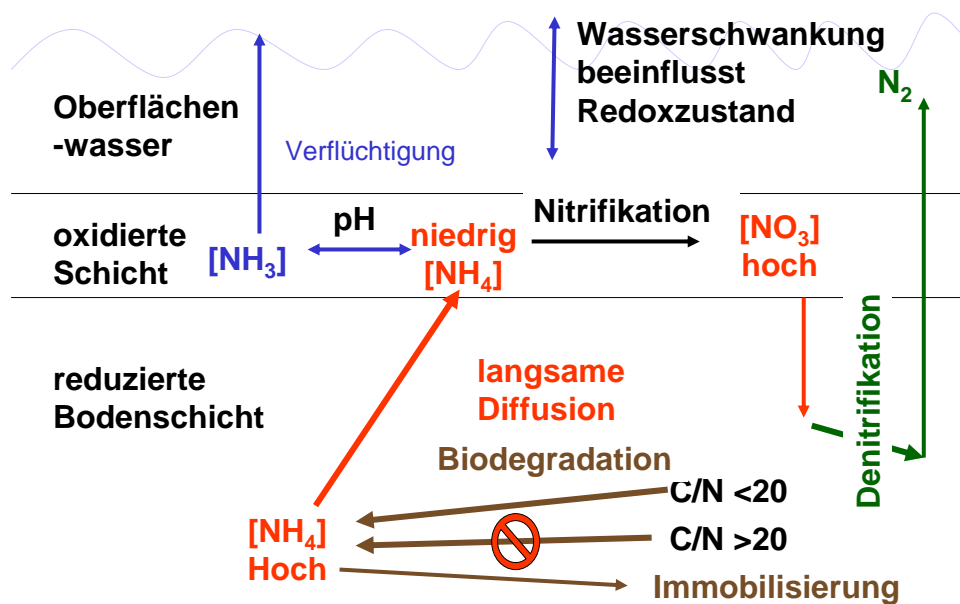 Wasserschwankung
beeinflusst
Redoxzustand
N₂
Oberflächen
-wasser
Verflüchtigung
oxidierte
Schicht
[NH₃]
pH
niedrig
[NH₄]
Nitrifikation
[NO₃]
hoch
reduzierte
Bodenschicht
langsame
Diffusion
Denitrifikation
Biodegradation
C/N <20
[NH₄]
Hoch
C/N >20
Immobilisierung